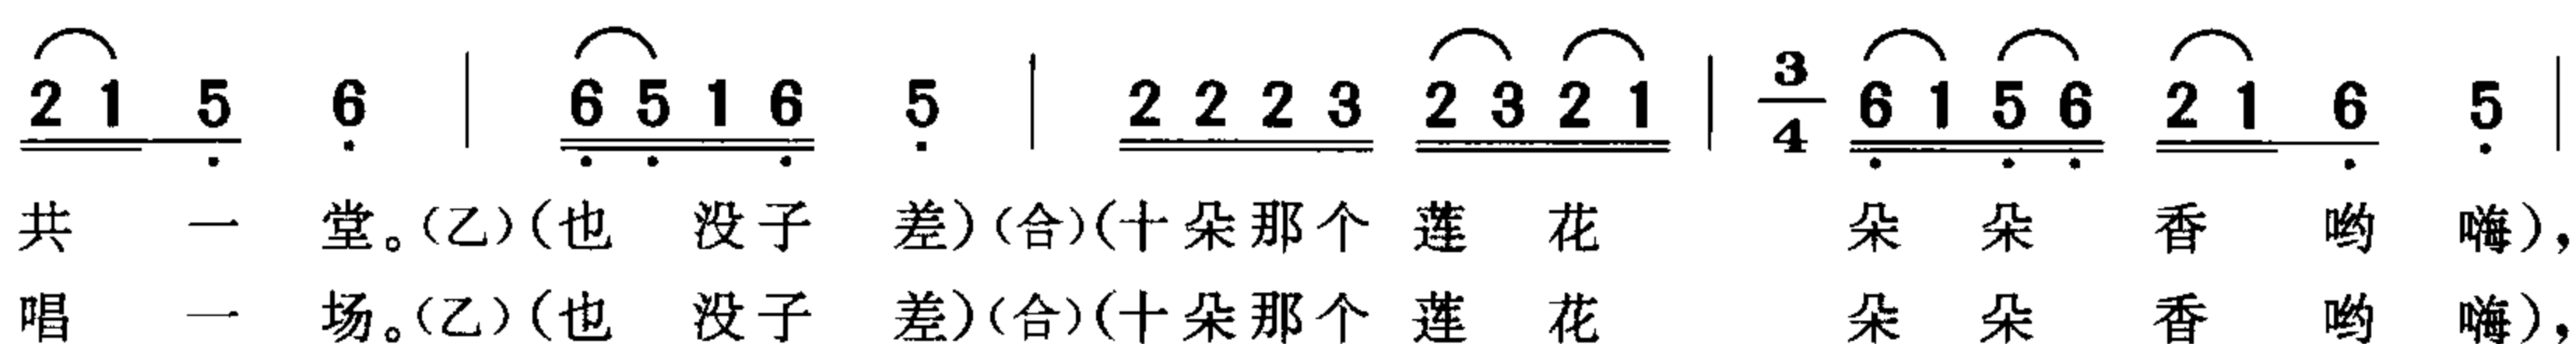 2 1 5 6 | 6 5 1 6 5 | 2 2 2 3 2 3 2 1 | 3/4 6 1 5 6 2 1 6 5 |
共 一 堂。(乙)(也 没子 差)(合)(十朵那个 莲 花 朵 朵 香 哟 嗨),
唱 一 场。(乙)(也 没子 差)(合)(十朵那个 莲 花 朵 朵 香 哟 嗨),